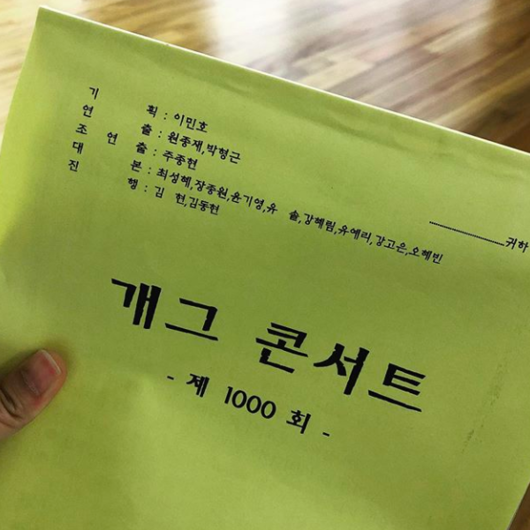 기 획 : 이민호
연 출 : 원종재,박형근
조 연 출 : 주종현
대 본 : 최성혜,장종원,윤기영,유 솔,강혜림,유예리,강고은,오혜빈
진 행 : 김 현,김동현
귀하
개그 콘서트
- 제 1000 회 -